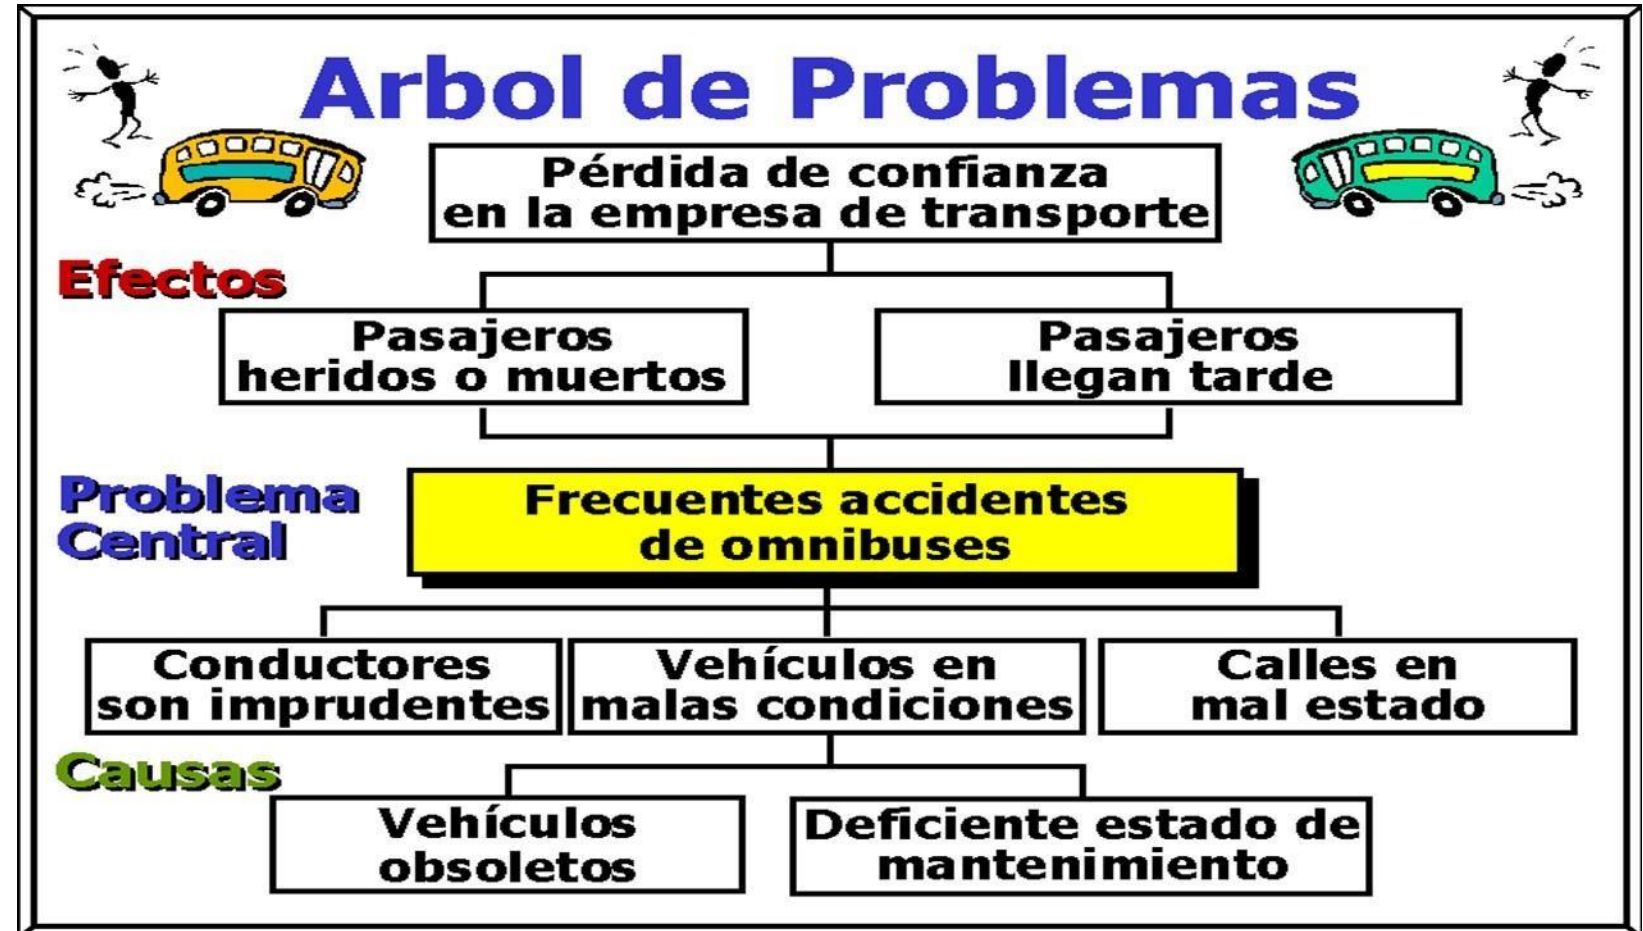 Arbol de Problemas
Pérdida de confianza
en la empresa de transporte
Efectos
Pasajeros
heridos o muertos
Pasajeros
llegan tarde
Problema
Central
Frecuentes accidentes
de omnibuses
Conductores
son imprudentes
Vehículos en
malas condiciones
Calles en
mal estado
Causas
Vehículos
obsoletos
Deficiente estado de
mantenimiento